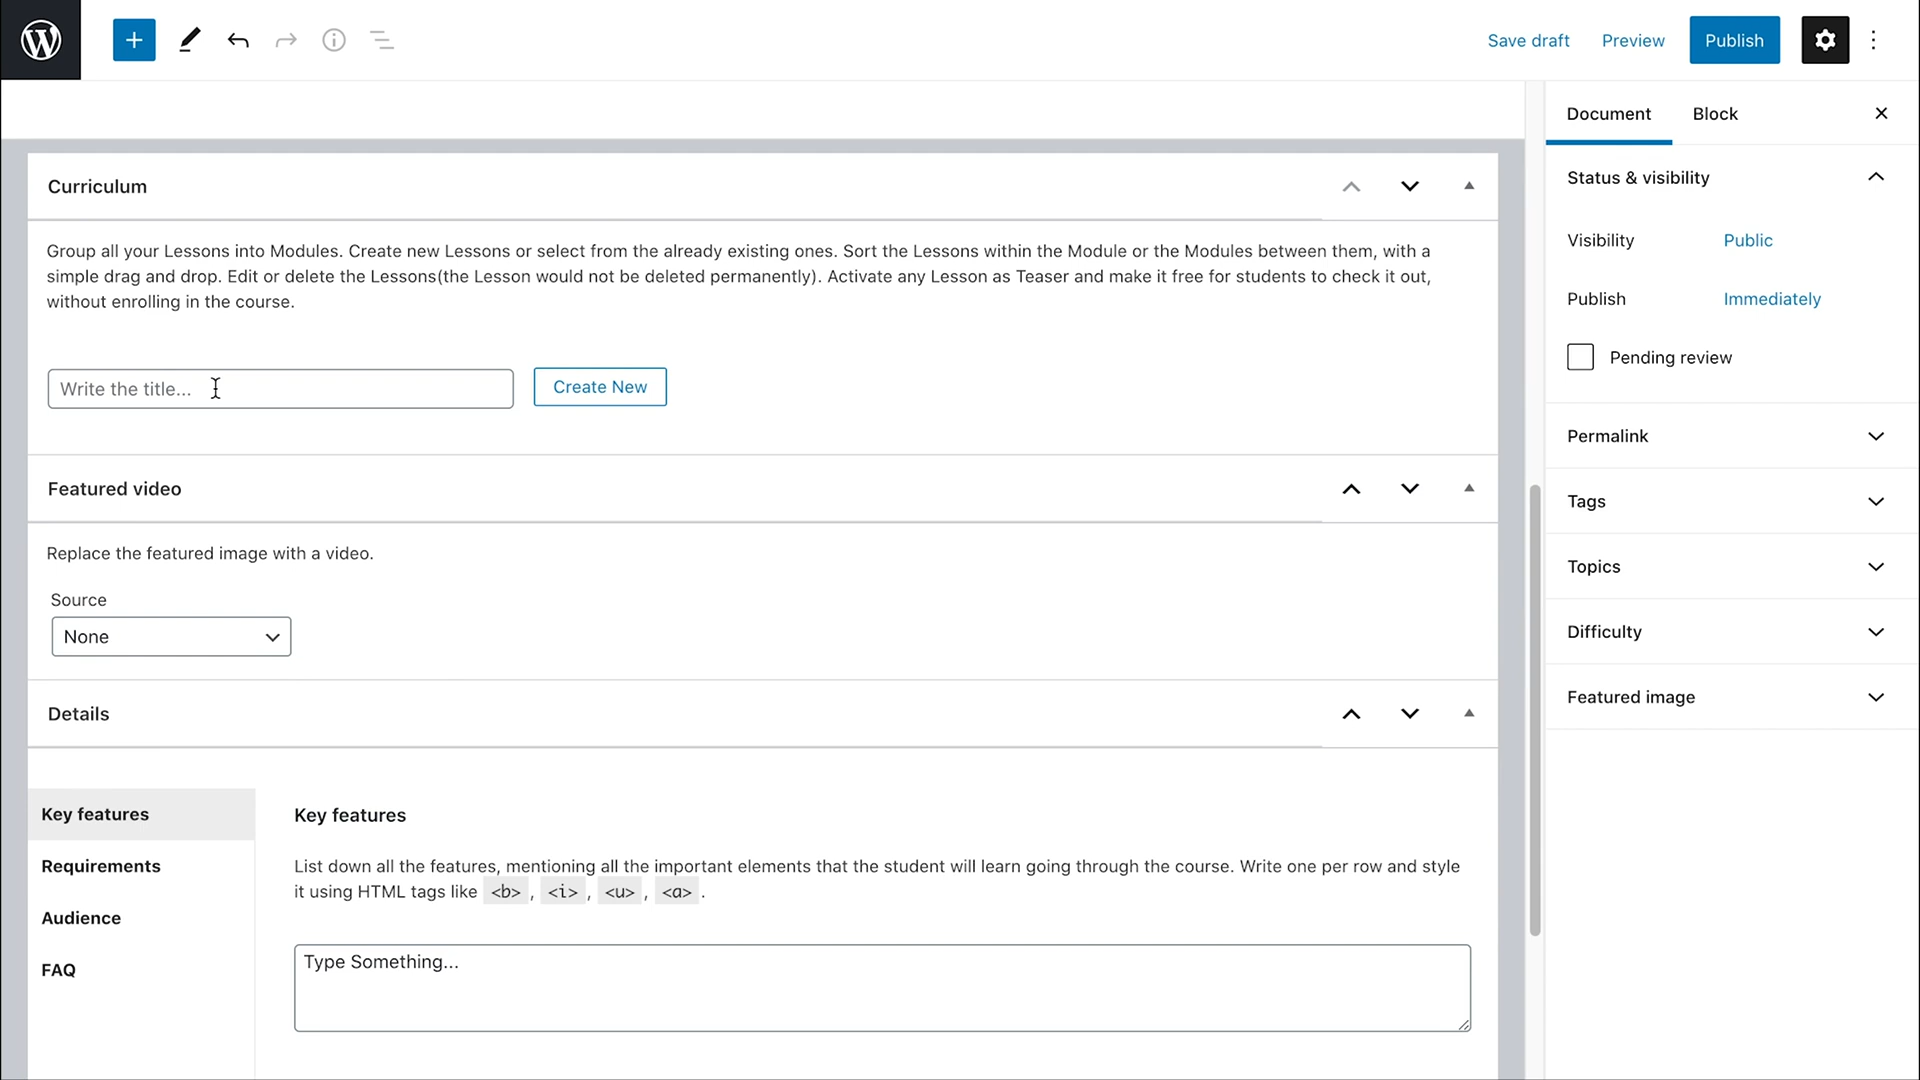 Save draft
Preview
Publish
Document
Block
Curriculum
Status & visibility
Group all your Lessons into Modules. Create new Lessons or select from the already existing ones. Sort the Lessons within the Module or the Modules between them, with a
simple drag and drop. Edit or delete the Lessons(the Lesson would not be deleted permanently). Activate any Lesson as Teaser and make it free for students to check it out,
without enrolling in the course.
Visibility
Public
Publish
Immediately
Pending review
Write the title...
Create New
Permalink
Featured video
Tags
Replace the featured image with a video.
Topics
Source
None
Difficulty
Details
Featured image
Key features
Requirements
Audience
FAQ
Key features
List down all the features, mentioning all the important elements that the student will learn going through the course. Write one per row and style
it using HTML tags like <b> , <i> , <u> , <a> .
Type Something...